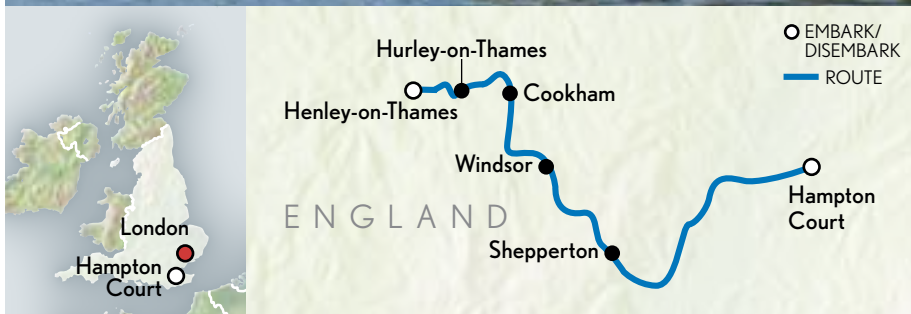 London
Hampton
Court
Hurley-on-Thames
Henley-on-Thames
Cookham
Windsor
ENGLAND
Shepperton
Hampton
Court
EMBARK/
DISEMBARK
ROUTE